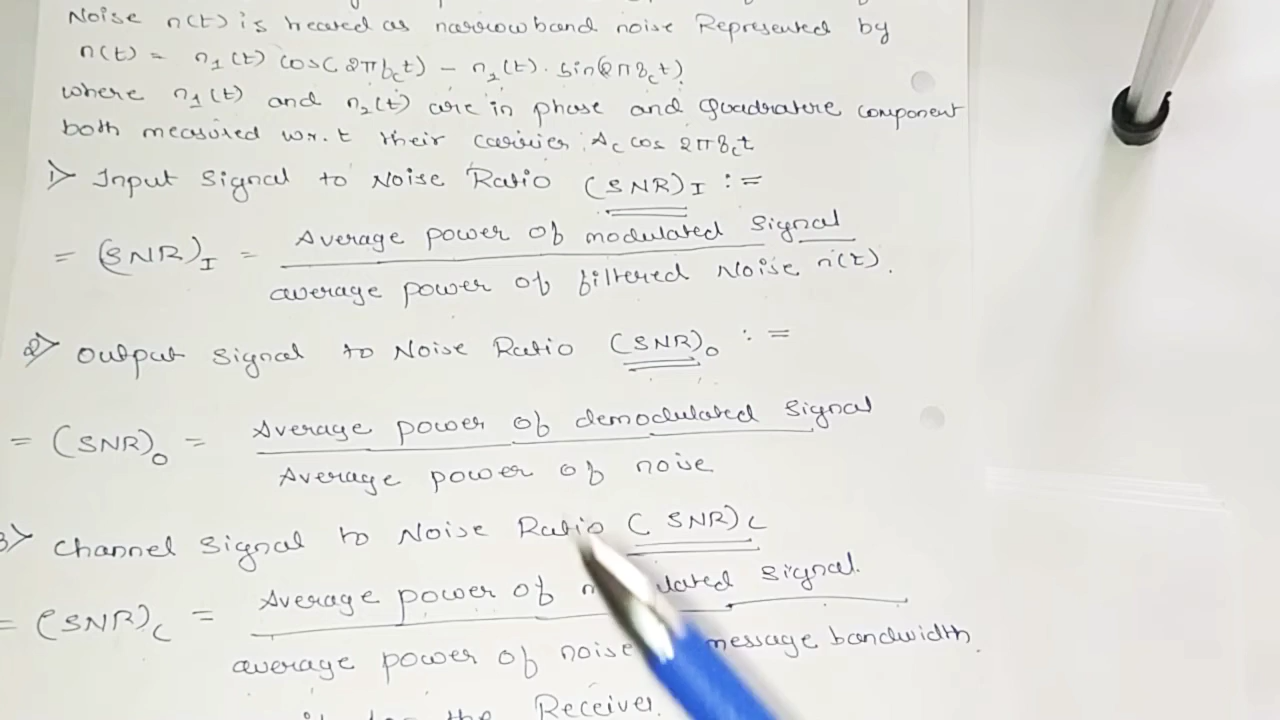 Noise n(t) is treated as narrowband noise Represented by
n(t) = n₁(t) cos(2πfct) - n₂(t). sin(2πfct)
where n₁(t) and n₂(t) are in phase and quadrature component
both measured w.r.t their carrier Ac cos 2πfct
1> Input Signal to Noise Ratio (SNR)I :=
= (SNR)I = Average power of modulated signal
average power of filtered Noise n(t).
2> Output Signal to Noise Ratio (SNR)o : =
= (SNR)o = Average power of demodulated signal
Average power of noise
3> Channel Signal to Noise Ratio (SNR)c
= (SNR)c = Average power of signal.
average power of noise message bandwidth.
the Receiver.